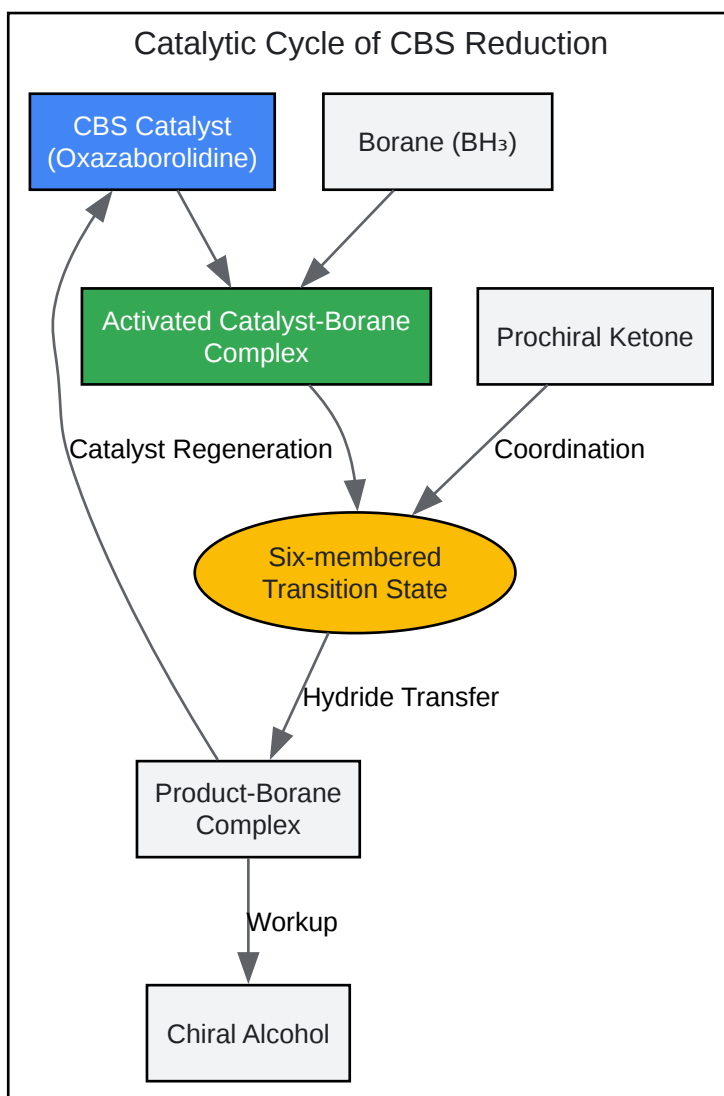 Catalytic Cycle of CBS Reduction
CBS Catalyst
(Oxazaborolidine)
Borane (BH₃)
Activated Catalyst-Borane
Complex
Prochiral Ketone
Catalyst Regeneration
Coordination
Six-membered
Transition State
Hydride Transfer
Product-Borane
Complex
Workup
Chiral Alcohol